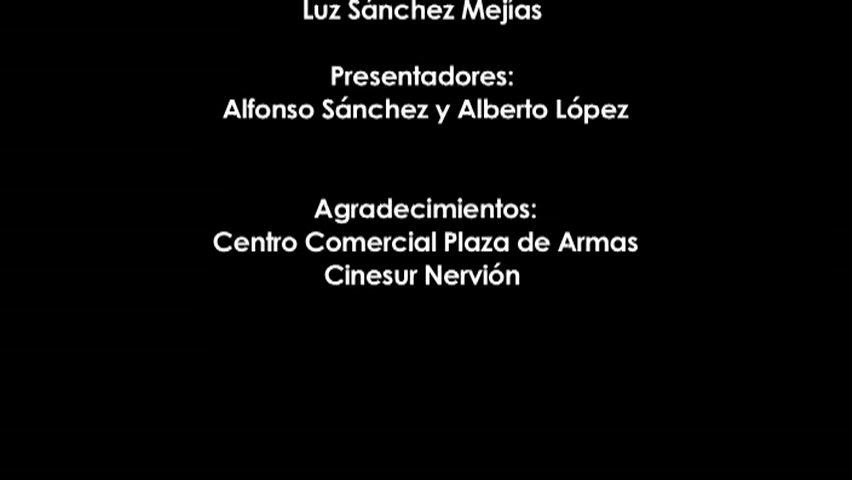 Luz Sánchez Mejías
Presentadores:
Alfonso Sánchez y Alberto López
Agradecimientos:
Centro Comercial Plaza de Armas
Cinesur Nervión